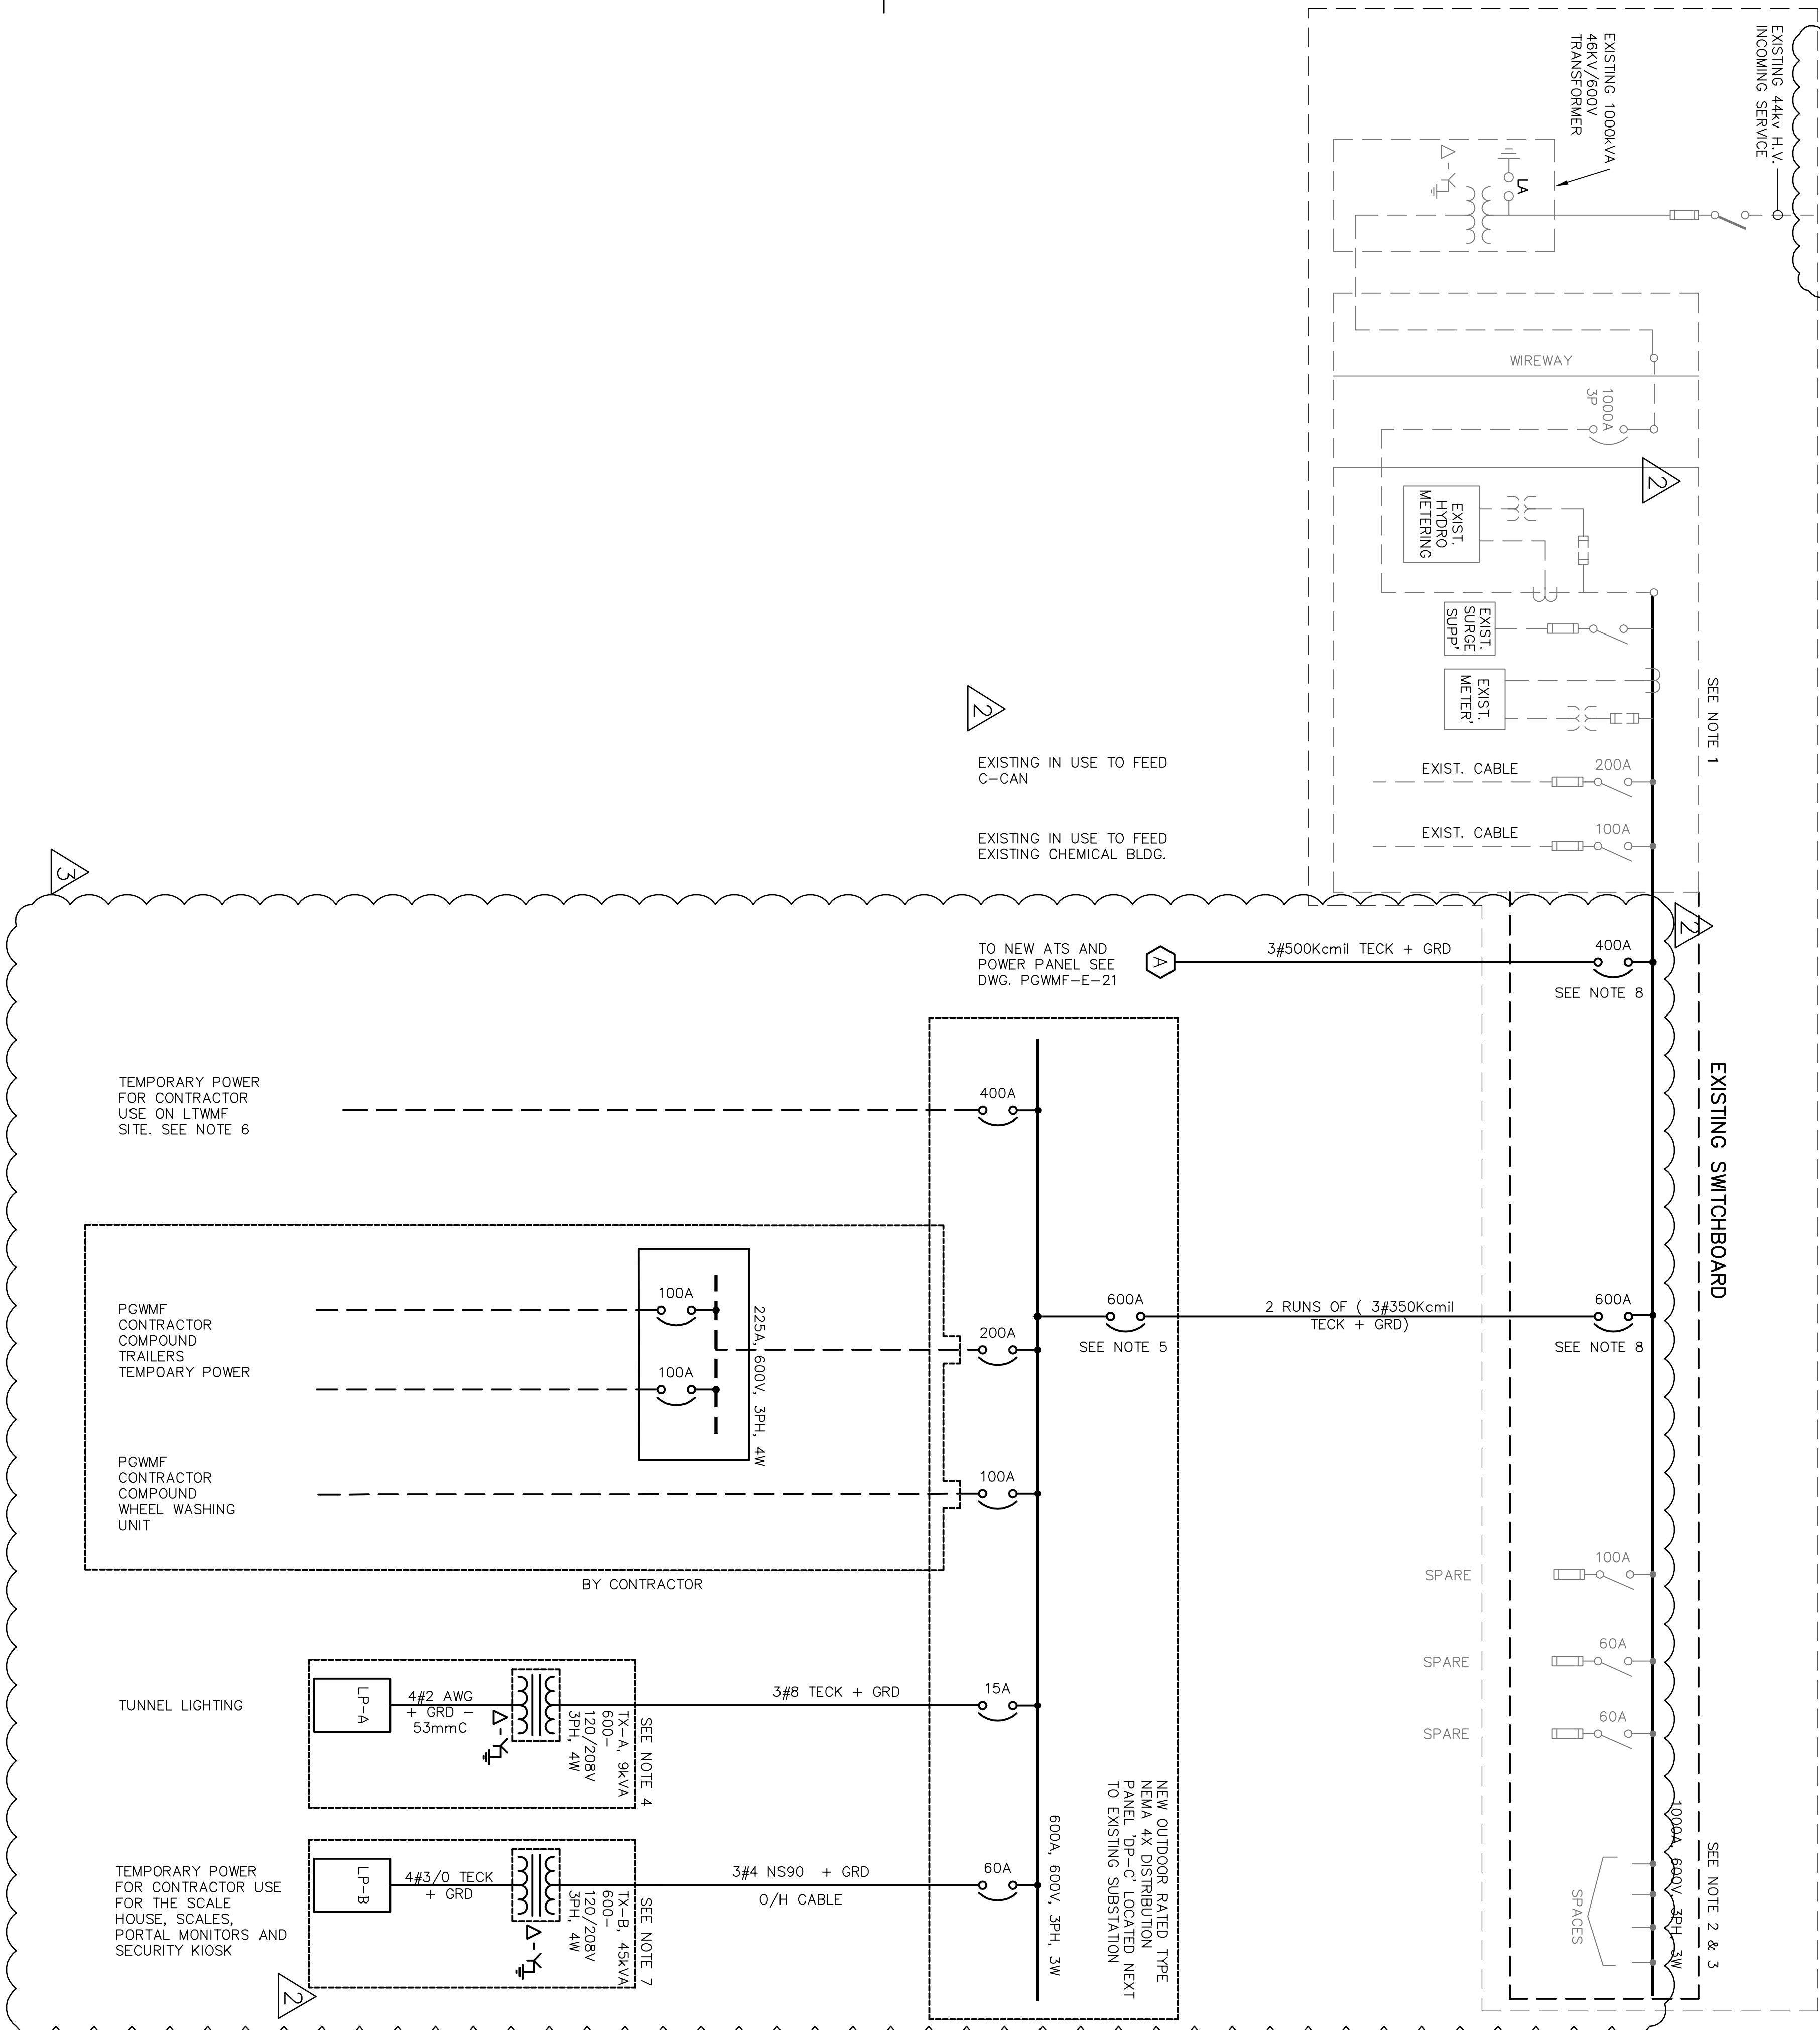 EXISTING 44kv H.V.
INCOMING SERVICE
EXISTING 1000kVA
46KV/600V
TRANSFORMER
LA
Δ - Y
WIREWAY
1000A
3P
2
EXIST.
HYDRO
METERING
EXIST.
SURGE
SUPP'
EXIST.
METER'
SEE NOTE 1
2
EXISTING IN USE TO FEED
C-CAN
EXIST. CABLE
200A
EXISTING IN USE TO FEED
EXISTING CHEMICAL BLDG.
EXIST. CABLE
100A
3
2
TO NEW ATS AND
POWER PANEL SEE
DWG. PGWMF-E-21
A
3#500Kcmil TECK + GRD
400A
SEE NOTE 8
EXISTING SWITCHBOARD
TEMPORARY POWER
FOR CONTRACTOR
USE ON LTWMF
SITE. SEE NOTE 6
400A
PGWMF
CONTRACTOR
COMPOUND
TRAILERS
TEMPOARY POWER
100A
100A
225A, 600V, 3PH, 4W
200A
600A
SEE NOTE 5
2 RUNS OF ( 3#350Kcmil
TECK + GRD)
600A
SEE NOTE 8
PGWMF
CONTRACTOR
COMPOUND
WHEEL WASHING
UNIT
100A
BY CONTRACTOR
SPARE
100A
SPARE
60A
SPARE
60A
TUNNEL LIGHTING
LP-A
4#2 AWG
+ GRD -
53mmC
Δ - Y
SEE NOTE 4
TX-A, 9kVA
600-
120/208V
3PH, 4W
3#8 TECK + GRD
15A
NEW OUTDOOR RATED TYPE
NEMA 4X DISTRIBUTION
PANEL 'DP-C' LOCATED NEXT
TO EXISTING SUBSTATION
600A, 600V, 3PH, 3W
TEMPORARY POWER
FOR CONTRACTOR USE
FOR THE SCALE
HOUSE, SCALES,
PORTAL MONITORS AND
SECURITY KIOSK
LP-B
4#3/0 TECK
+ GRD
Δ - Y
SEE NOTE 7
TX-B, 45kVA
600-
120/208V
3PH, 4W
3#4 NS90 + GRD
O/H CABLE
60A
SEE NOTE 2 & 3
1000A, 600V, 3PH, 3W
SPACES
2